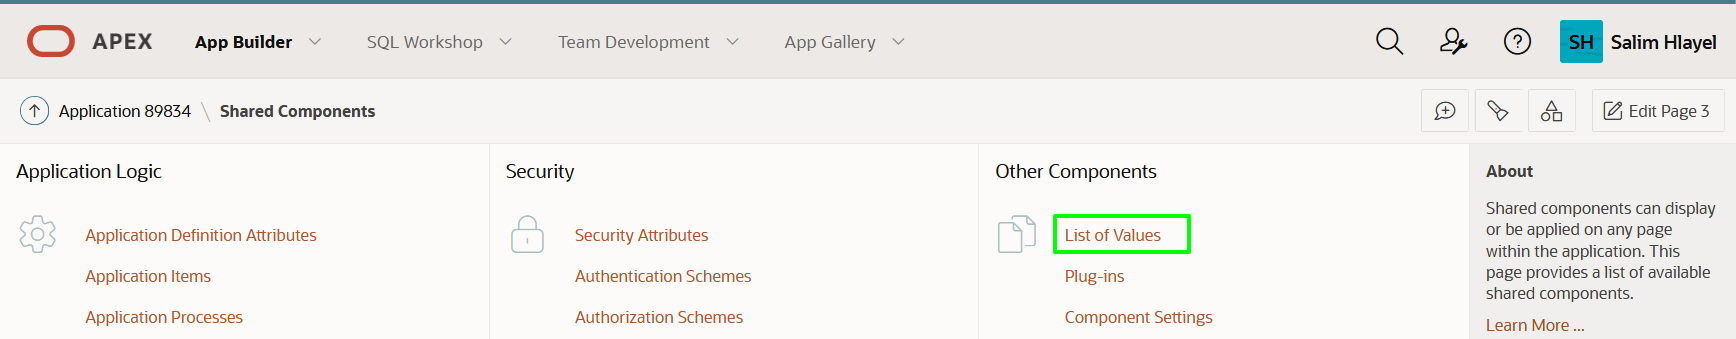 APEX App Builder SQL Workshop Team Development App Gallery SH Salim Hlayel
Application 89834 \ Shared Components Edit Page 3
Application Logic
Application Definition Attributes
Application Items
Application Processes
Security
Security Attributes
Authentication Schemes
Authorization Schemes
Other Components
List of Values
Plug-ins
Component Settings
About
Shared components can display
or be applied on any page
within the application. This
page provides a list of available
shared components.
Learn More ...